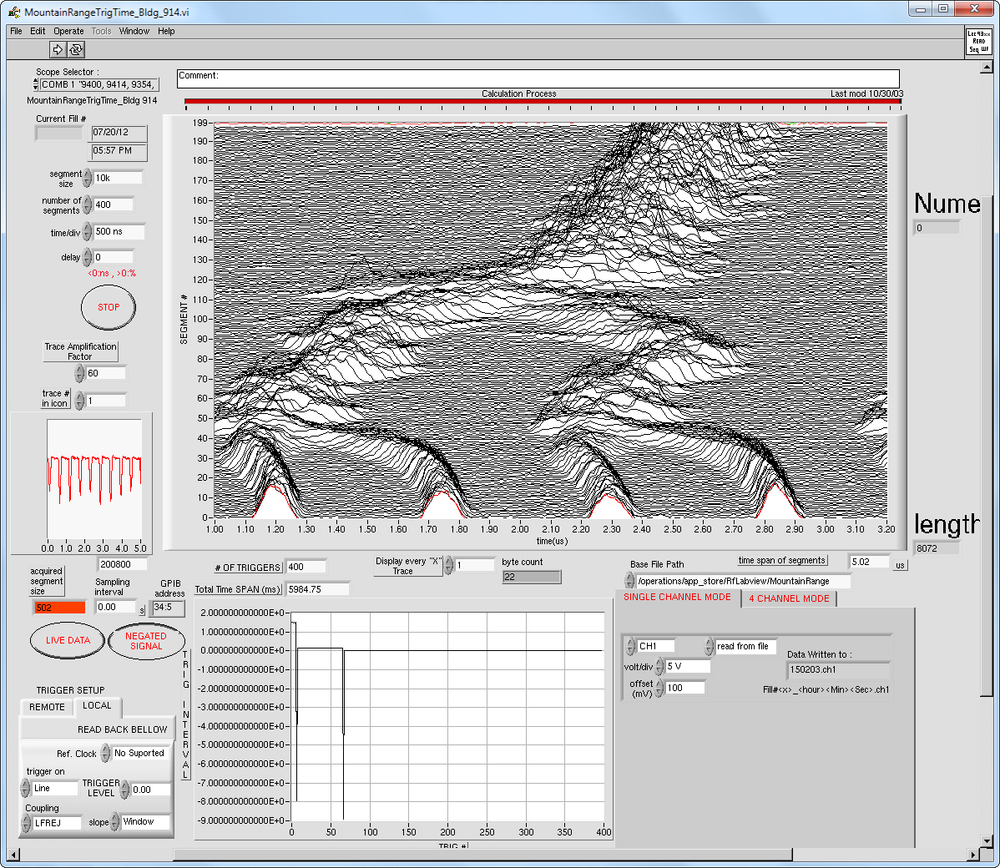 MountainRangeTrigTime_Bldg_914.vi
File Edit Operate Tools Window Help
Lec 93xx
READ
Seq WF
Scope Selector :
COMB 1 "9400, 9414, 9354,
MountainRangeTrigTime_Bldg 914
Comment:
Calculation Process
Last mod 10/30/03
Current Fill #
07/20/12
05:57 PM
segment size
10k
number of segments
400
time/div
500 ns
delay
0
<0:ns , >0:%
STOP
Trace Amplification
Factor
60
trace #
in icon
1
0.0 1.0 2.0 3.0 4.0 5.0
SEGMENT #
199
190
180
170
160
150
140
130
120
110
100
90
80
70
60
50
40
30
20
10
0
1.00 1.10 1.20 1.30 1.40 1.50 1.60 1.70 1.80 1.90 2.00 2.10 2.20 2.30 2.40 2.50 2.60 2.70 2.80 2.90 3.00 3.10 3.20
time(us)
Nume
0
length
8072
200800
acquired
segment
size
502
Sampling
interval
0.00 s
GPIB
address
34:5
LIVE DATA
NEGATED
SIGNAL
# OF TRIGGERS 400
Total Time SPAN (ms) 5984.75
Display every "X"
Trace
1
byte count
22
time span of segments 5.02 us
Base File Path
/operations/app_store/RfLabview/MountainRange
SINGLE CHANNEL MODE
4 CHANNEL MODE
CH1
read from file
volt/div 5 V
offset
(mV)
100
Data Written to :
150203.ch1
Fill#<x>_<hour><Min><Sec>.ch1
TRIG INTERVAL
2.000000000000E+0
1.000000000000E+0
0.000000000000E+0
-1.000000000000E+0
-2.000000000000E+0
-3.000000000000E+0
-4.000000000000E+0
-5.000000000000E+0
-6.000000000000E+0
-7.000000000000E+0
-8.000000000000E+0
-9.000000000000E+0
0 50 100 150 200 250 300 350 400
TRIG #
TRIGGER SETUP
REMOTE LOCAL
READ BACK BELLOW
Ref. Clock No Suported
trigger on
Line
TRIGGER
LEVEL
0.00
Coupling
LFREJ
slope Window